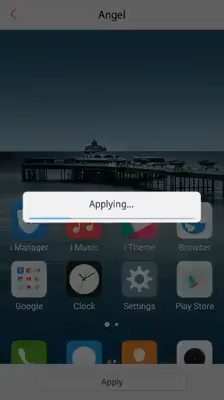 Angel
Applying...
i Manager
i Music
i Theme
Browser
Google
Clock
Settings
Play Store
Apply